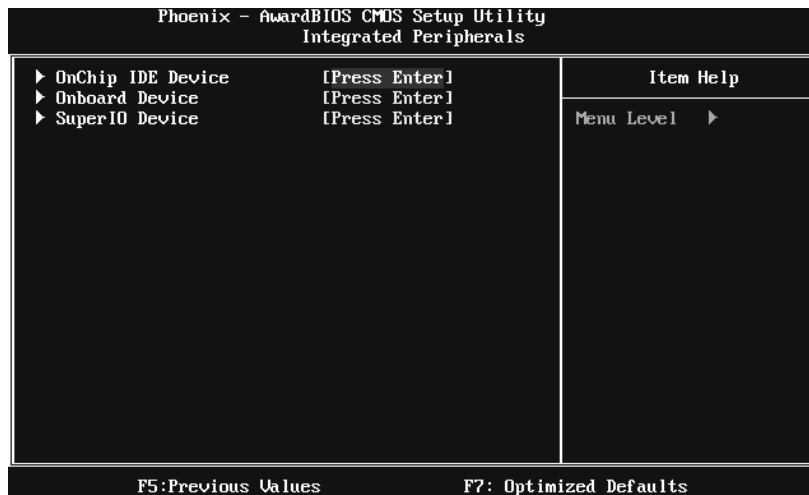 Phoenix - AwardBIOS CMOS Setup Utility
Integrated Peripherals
OnChip IDE Device [Press Enter]
Onboard Device [Press Enter]
SuperIO Device [Press Enter]
Item Help
Menu Level
F5:Previous Values F7: Optimized Defaults